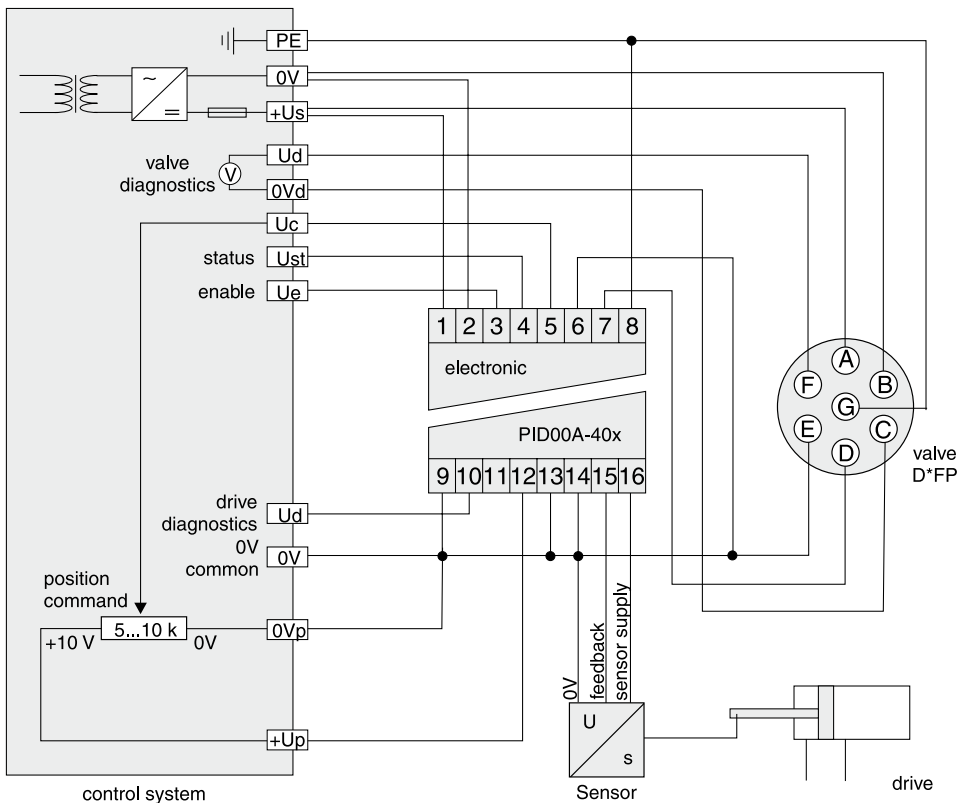 PE
0V
~
=
+Us
valve
diagnostics
V
Ud
0Vd
Uc
status
Ust
enable
Ue
1 2 3 4 5 6 7 8
electronic
PID00A-40x
9 10 11 12 13 14 15 16
A
F
B
G
E
C
D
valve
D*FP
drive
diagnostics
Ud
0V
common
0V
position
command
5...10 k
+10 V
0V
0Vp
+Up
0V
feedback
sensor supply
U
s
Sensor
drive
control system